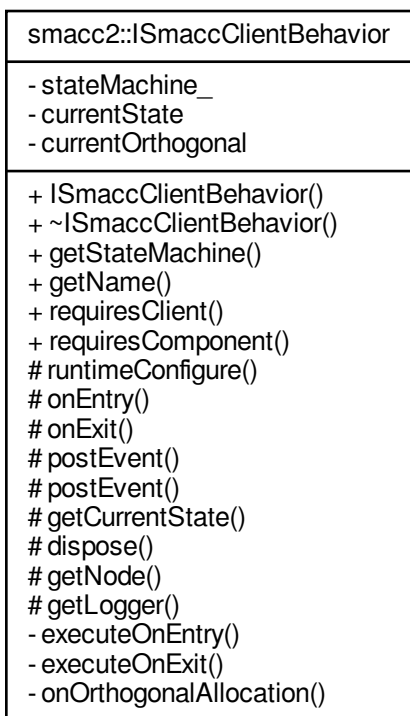 smacc2::ISmaccClientBehavior
- stateMachine_
- currentState
- currentOrthogonal
+ ISmaccClientBehavior()
+ ~ISmaccClientBehavior()
+ getStateMachine()
+ getName()
+ requiresClient()
+ requiresComponent()
# runtimeConfigure()
# onEntry()
# onExit()
# postEvent()
# postEvent()
# getCurrentState()
# dispose()
# getNode()
# getLogger()
- executeOnEntry()
- executeOnExit()
- onOrthogonalAllocation()